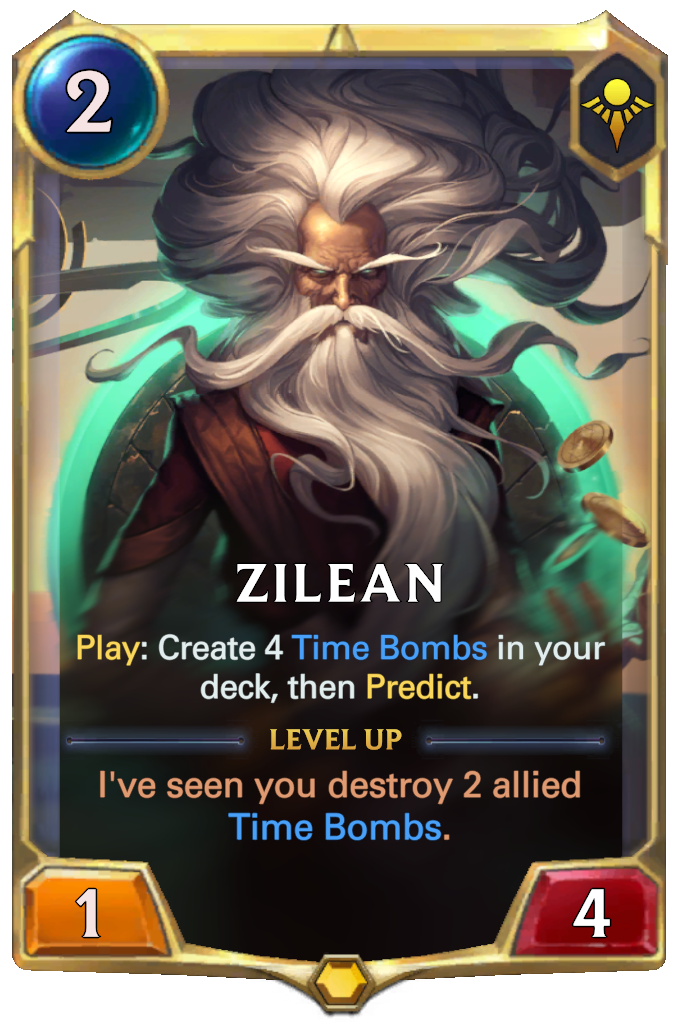 2
ZILEAN
Play: Create 4 Time Bombs in your
deck, then Predict.
LEVEL UP
I've seen you destroy 2 allied
Time Bombs.
1
4